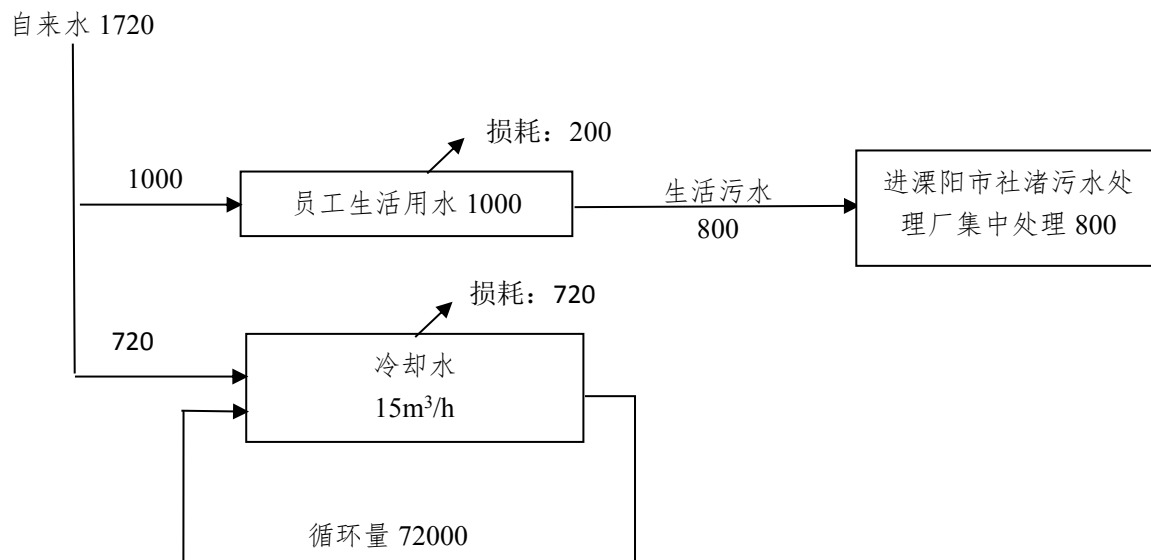 自来水 1720
损耗：200
1000
员工生活用水 1000
生活污水
800
进溧阳市社渚污水处
理厂集中处理 800
损耗：720
720
冷却水
15m³/h
循环量 72000